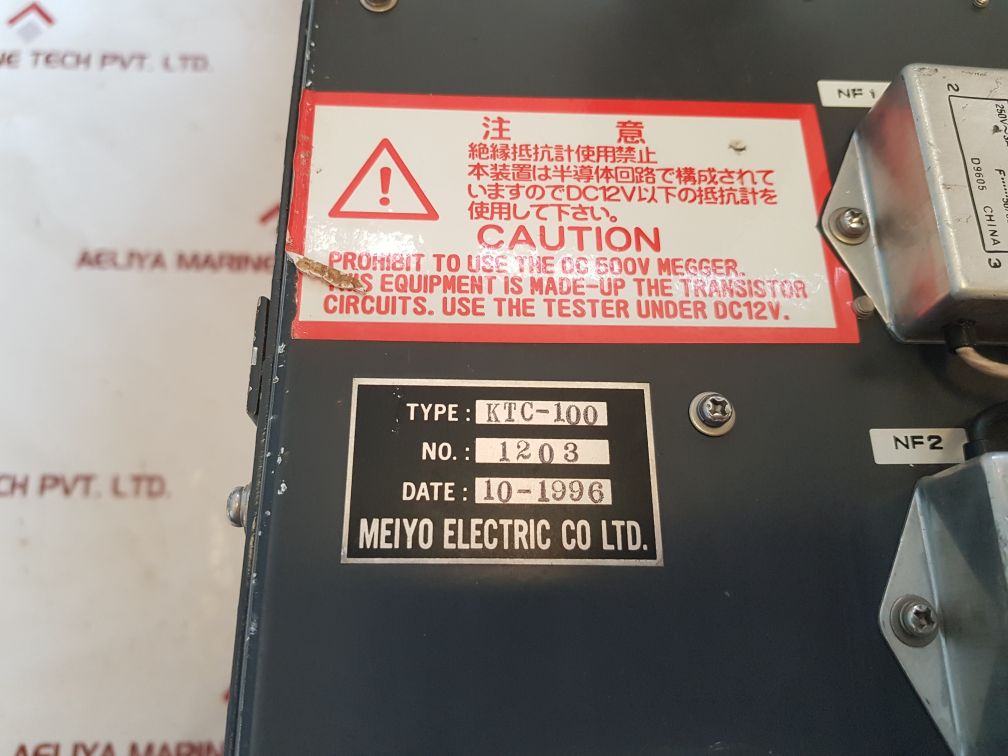 NE TECH PVT. LTD.
NF1
注 意
絶縁抵抗計使用禁止
本装置は半導体回路で構成されて
いますのでDC12V以下の抵抗計を
使用して下さい。
CAUTION
PROHIBIT TO USE THE DC 500V MEGGER.
THIS EQUIPMENT IS MADE-UP THE TRANSISTOR
CIRCUITS. USE THE TESTER UNDER DC12V.
2
250V
D9605 CHINA
3
AELIYA MARINE
TYPE: KTC-100
NO.: 1203
DATE: 10-1996
MEIYO ELECTRIC CO LTD.
NF2
CH PVT. LTD.
AELIYA MARINE